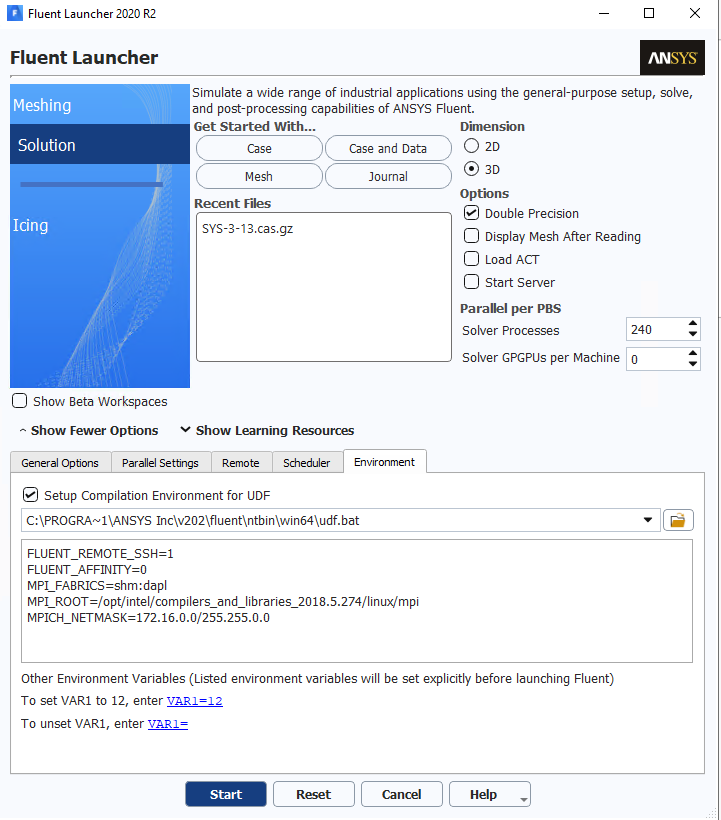 Fluent Launcher 2020 R2
Fluent Launcher
ANSYS
Meshing
Solution
Icing
Simulate a wide range of industrial applications using the general-purpose setup, solve,
and post-processing capabilities of ANSYS Fluent.
Get Started With...
Case
Case and Data
Mesh
Journal
Recent Files
SYS-3-13.cas.gz
Dimension
2D
3D
Options
Double Precision
Display Mesh After Reading
Load ACT
Start Server
Parallel per PBS
Solver Processes
240
Solver GPGPUs per Machine
0
Show Beta Workspaces
Show Fewer Options
Show Learning Resources
General Options
Parallel Settings
Remote
Scheduler
Environment
Setup Compilation Environment for UDF
C:\PROGRA~1\ANSYS Inc\v202\fluent\ntbin\win64\udf.bat
FLUENT_REMOTE_SSH=1
FLUENT_AFFINITY=0
MPI_FABRICS=shm:dapl
MPI_ROOT=/opt/intel/compilers_and_libraries_2018.5.274/linux/mpi
MPICH_NETMASK=172.16.0.0/255.255.0.0
Other Environment Variables (Listed environment variables will be set explicitly before launching Fluent)
To set VAR1 to 12, enter VAR1=12
To unset VAR1, enter VAR1=
Start
Reset
Cancel
Help